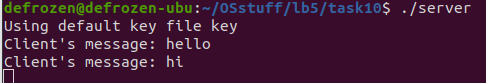 defrozen@defrozen-ubu:~/OSstuff/lb5/task10$ ./server
Using default key file key
Client's message: hello
Client's message: hi